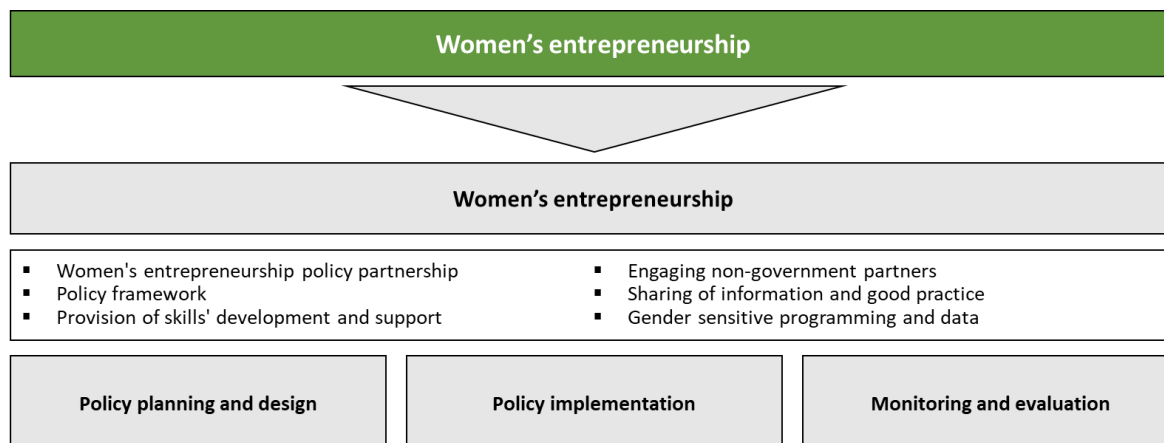 Women’s entrepreneurship
Women’s entrepreneurship
▪ Women's entrepreneurship policy partnership
▪ Policy framework
▪ Provision of skills' development and support
▪ Engaging non-government partners
▪ Sharing of information and good practice
▪ Gender sensitive programming and data
Policy planning and design
Policy implementation
Monitoring and evaluation